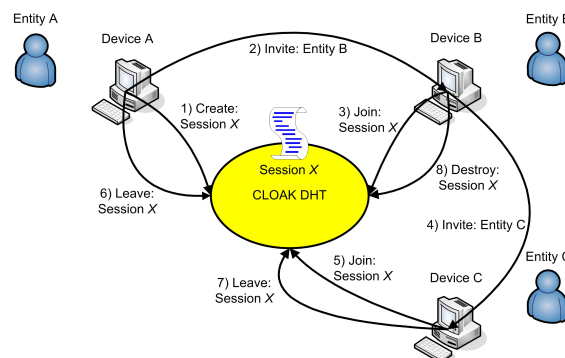 Entity A
Device A
2) Invite: Entity B
Device B
Entity B
1) Create:
Session X
3) Join:
Session X
Session X
CLOAK DHT
6) Leave:
Session X
8) Destroy:
Session X
4) Invite: Entity C
5) Join:
Session X
7) Leave:
Session X
Device C
Entity C